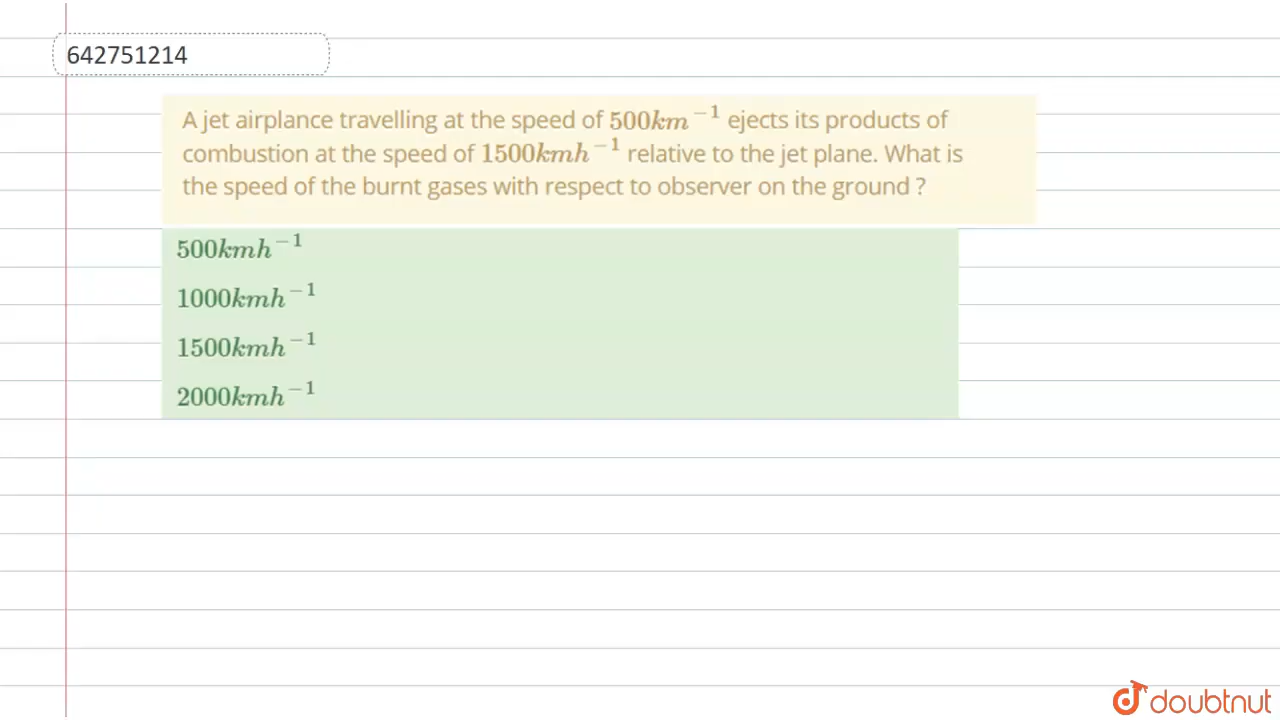 642751214
A jet airplance travelling at the speed of 500km⁻¹ ejects its products of
combustion at the speed of 1500kmh⁻¹ relative to the jet plane. What is
the speed of the burnt gases with respect to observer on the ground ?
500kmh⁻¹
1000kmh⁻¹
1500kmh⁻¹
2000kmh⁻¹
doubtnut